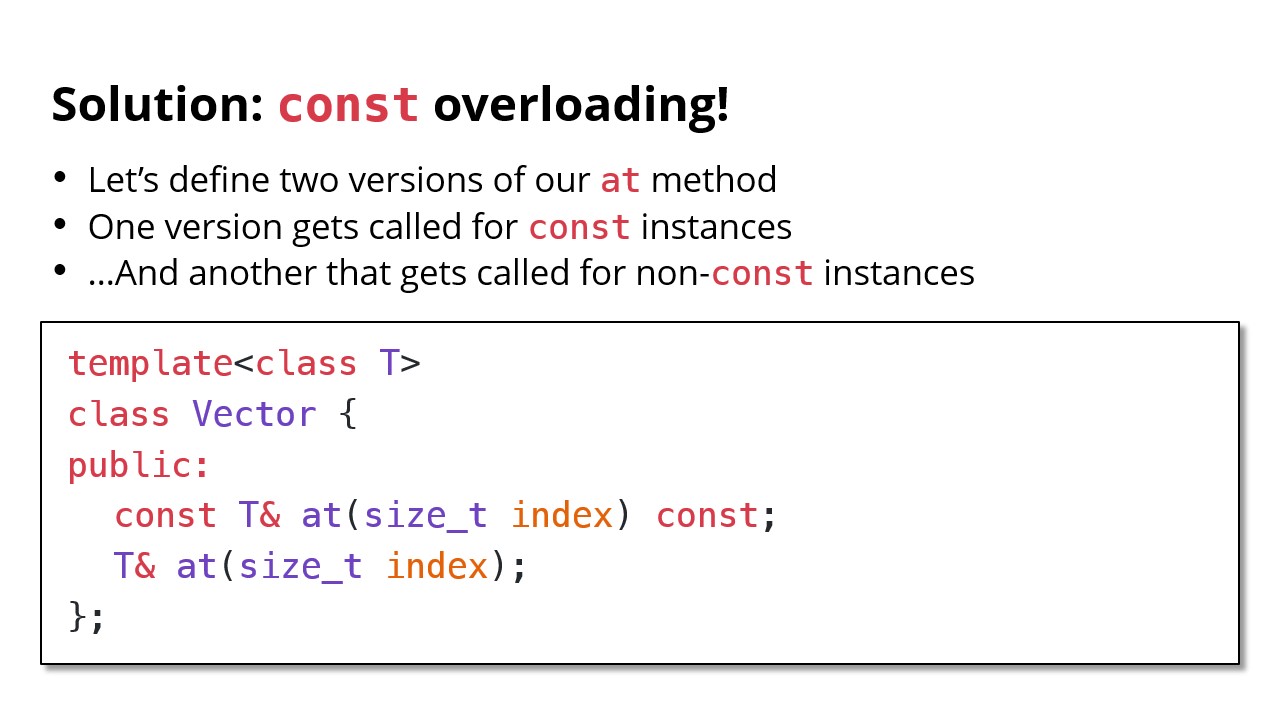 Solution: const overloading!
• Let’s define two versions of our at method
• One version gets called for const instances
• …And another that gets called for non-const instances
template<class T>
class Vector {
public:
  const T& at(size_t index) const;
  T& at(size_t index);
};